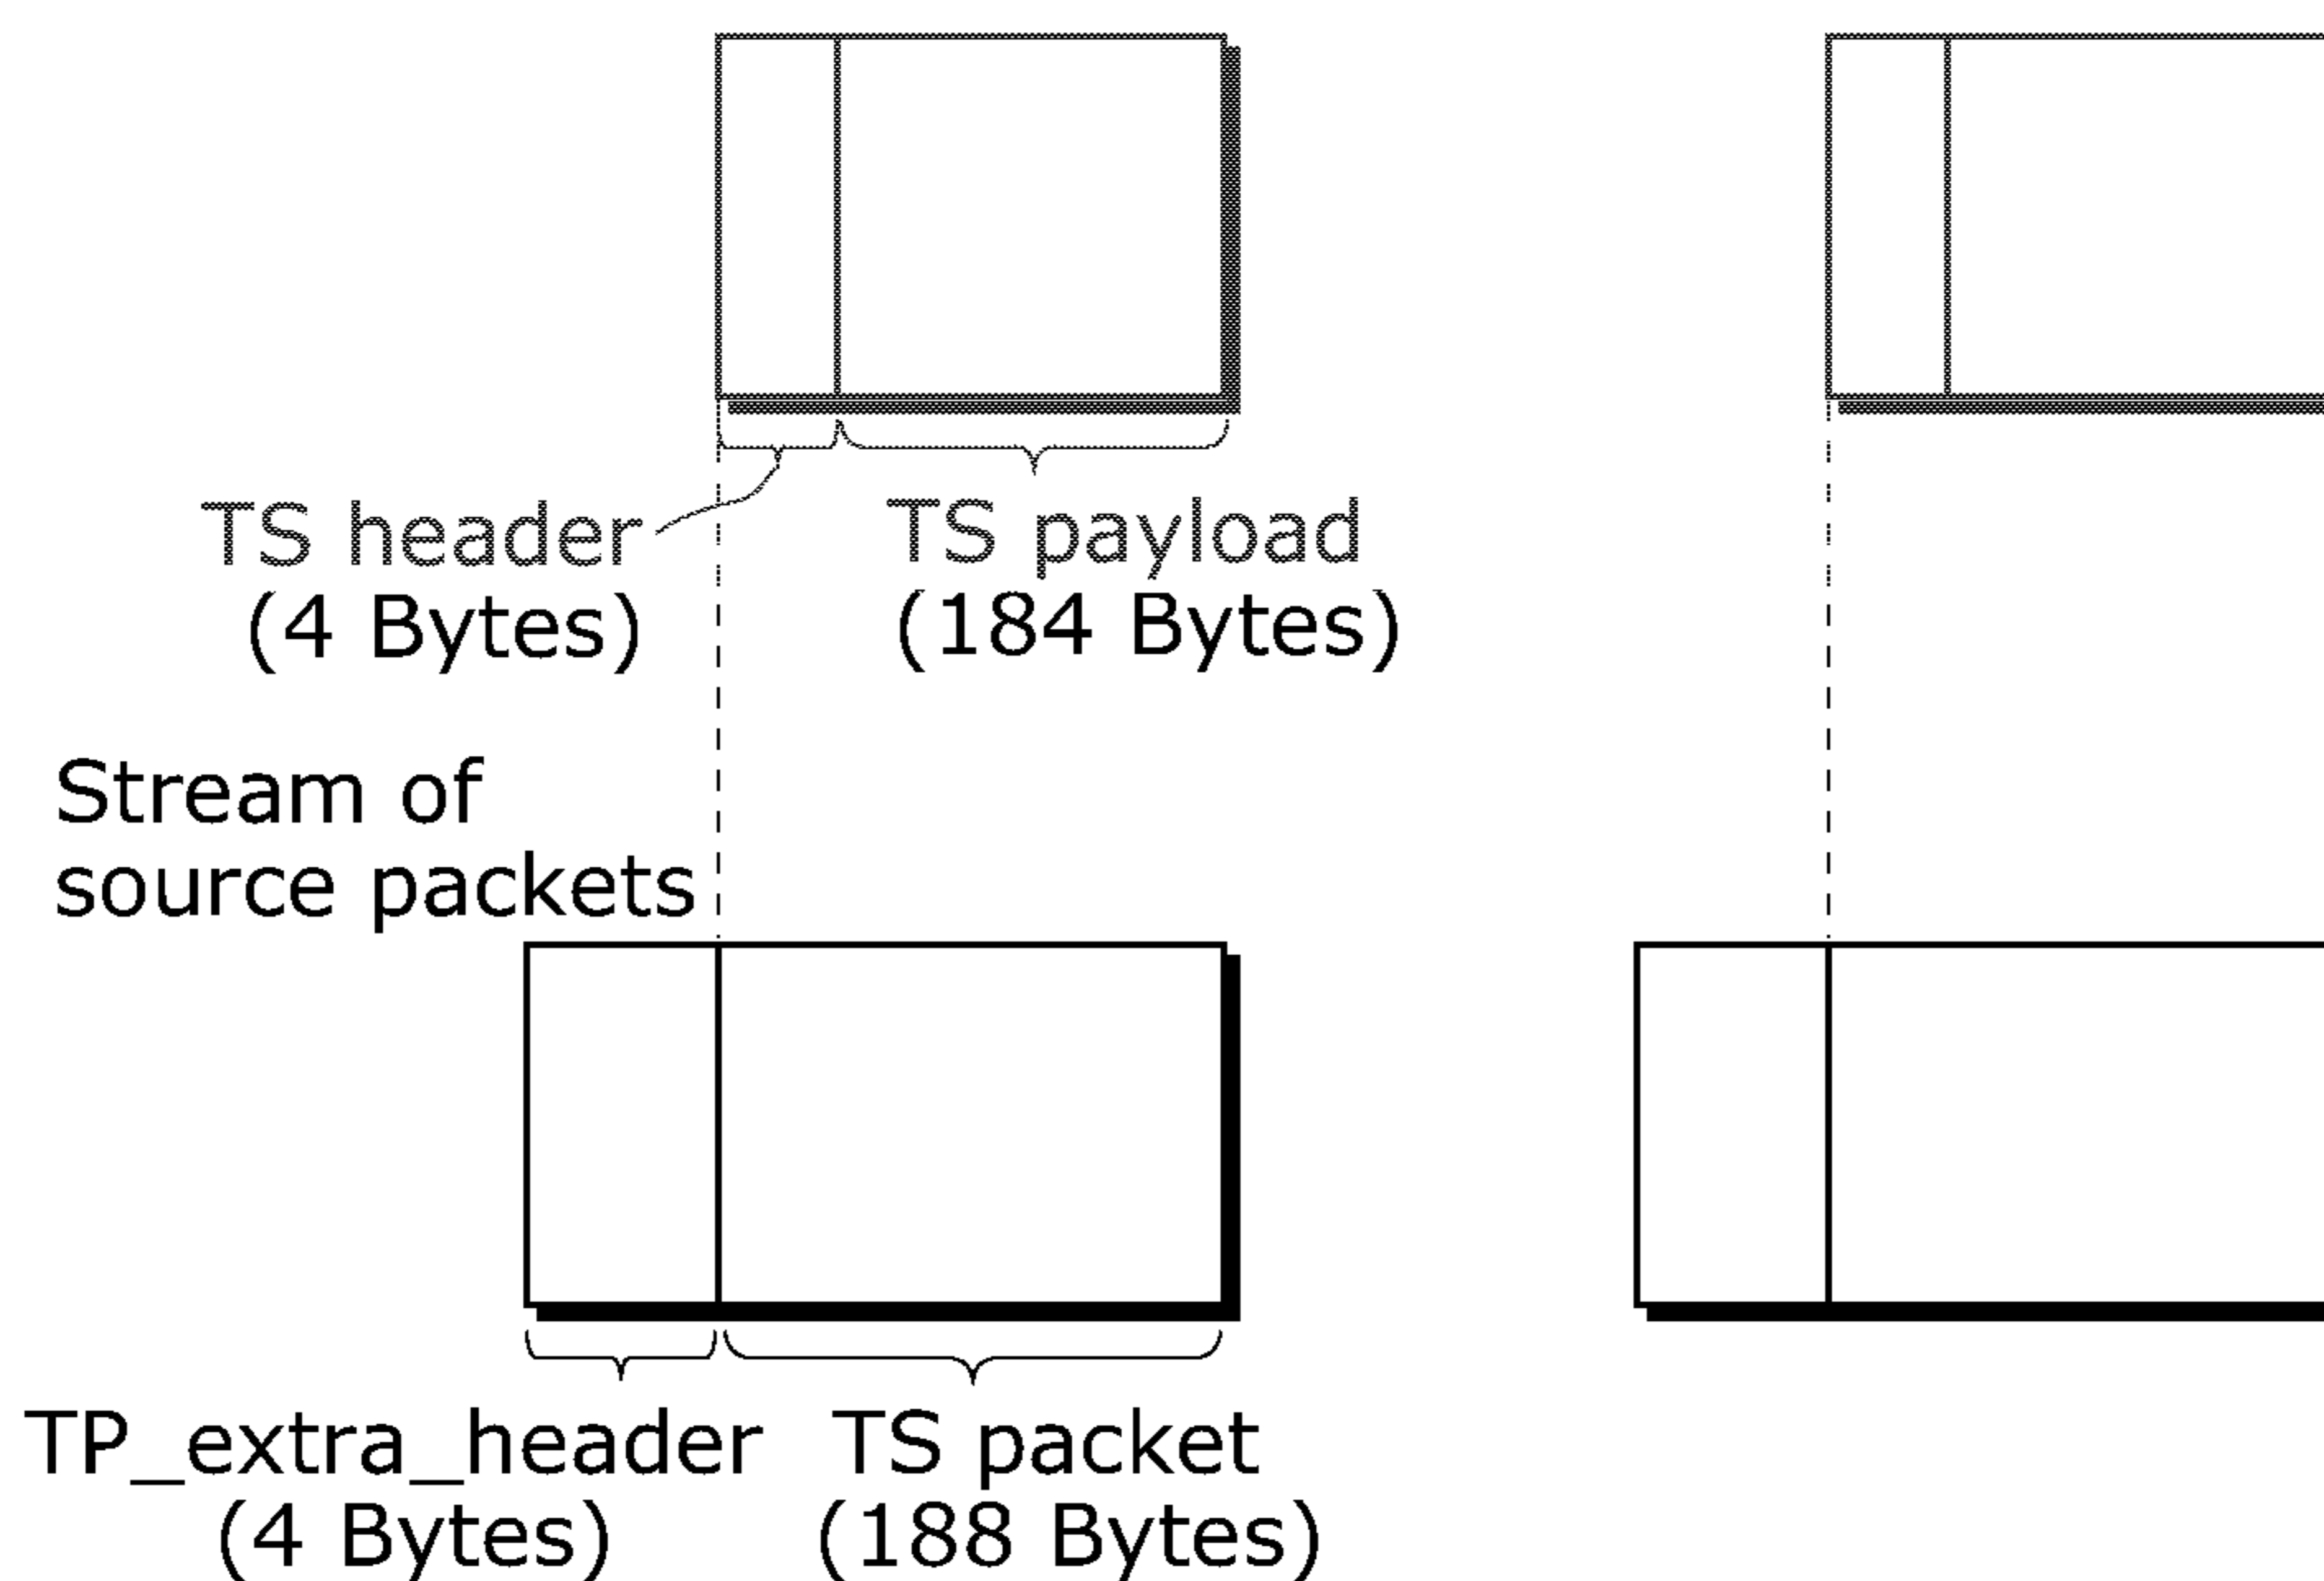 TS header
(4 Bytes)
TS payload
(184 Bytes)
Stream of
source packets
TP_extra_header
(4 Bytes)
TS packet
(188 Bytes)